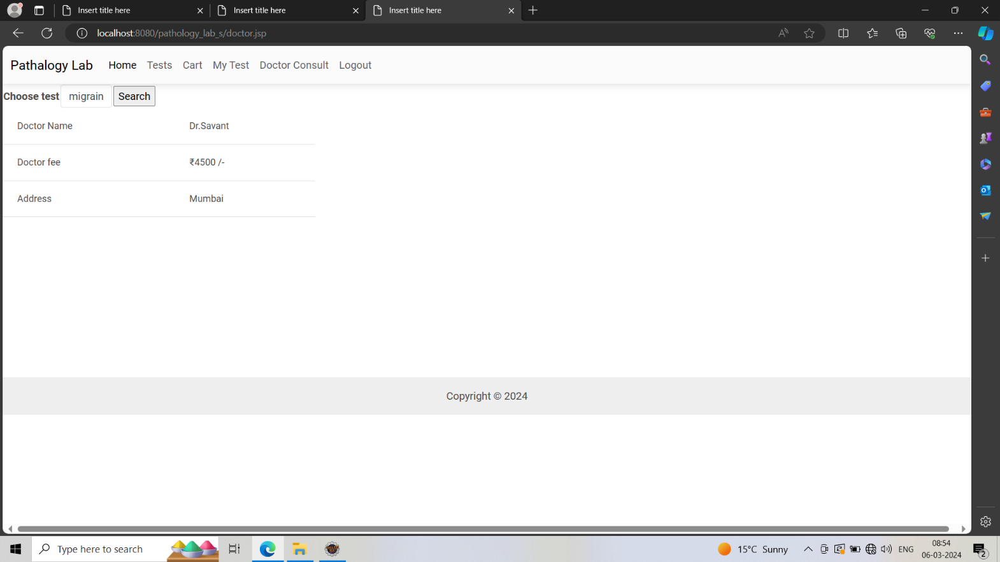 Insert title here
Insert title here
Insert title here
localhost:8080/pathology_lab_s/doctor.jsp
Pathalogy Lab Home Tests Cart My Test Doctor Consult Logout
Choose test migrain Search
Doctor Name Dr.Savant
Doctor fee ₹4500 /-
Address Mumbai
Copyright © 2024
Type here to search
15°C Sunny
ENG
08:54
06-03-2024
2